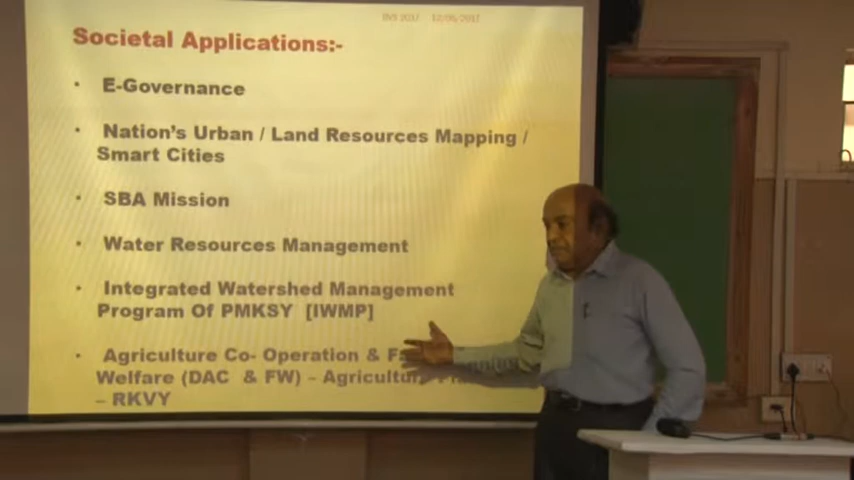 Societal Applications:-
• E-Governance
• Nation's Urban / Land Resources Mapping /
Smart Cities
• SBA Mission
• Water Resources Management
• Integrated Watershed Management
Program Of PMKSY [IWMP]
• Agriculture Co- Operation &
Welfare (DAC & FW) – Agriculture
– RKVY